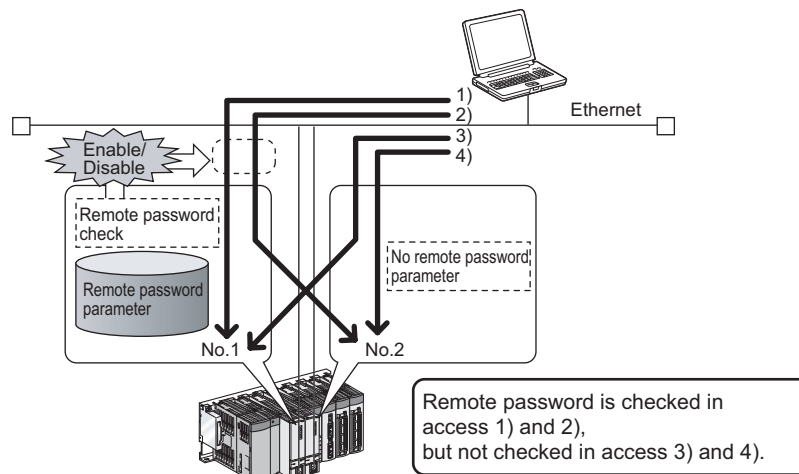 1)
2)
Ethernet
3)
4)
Enable/
Disable
Remote password
check
Remote password
parameter
No remote password
parameter
No.1
No.2
Remote password is checked in
access 1) and 2),
but not checked in access 3) and 4).